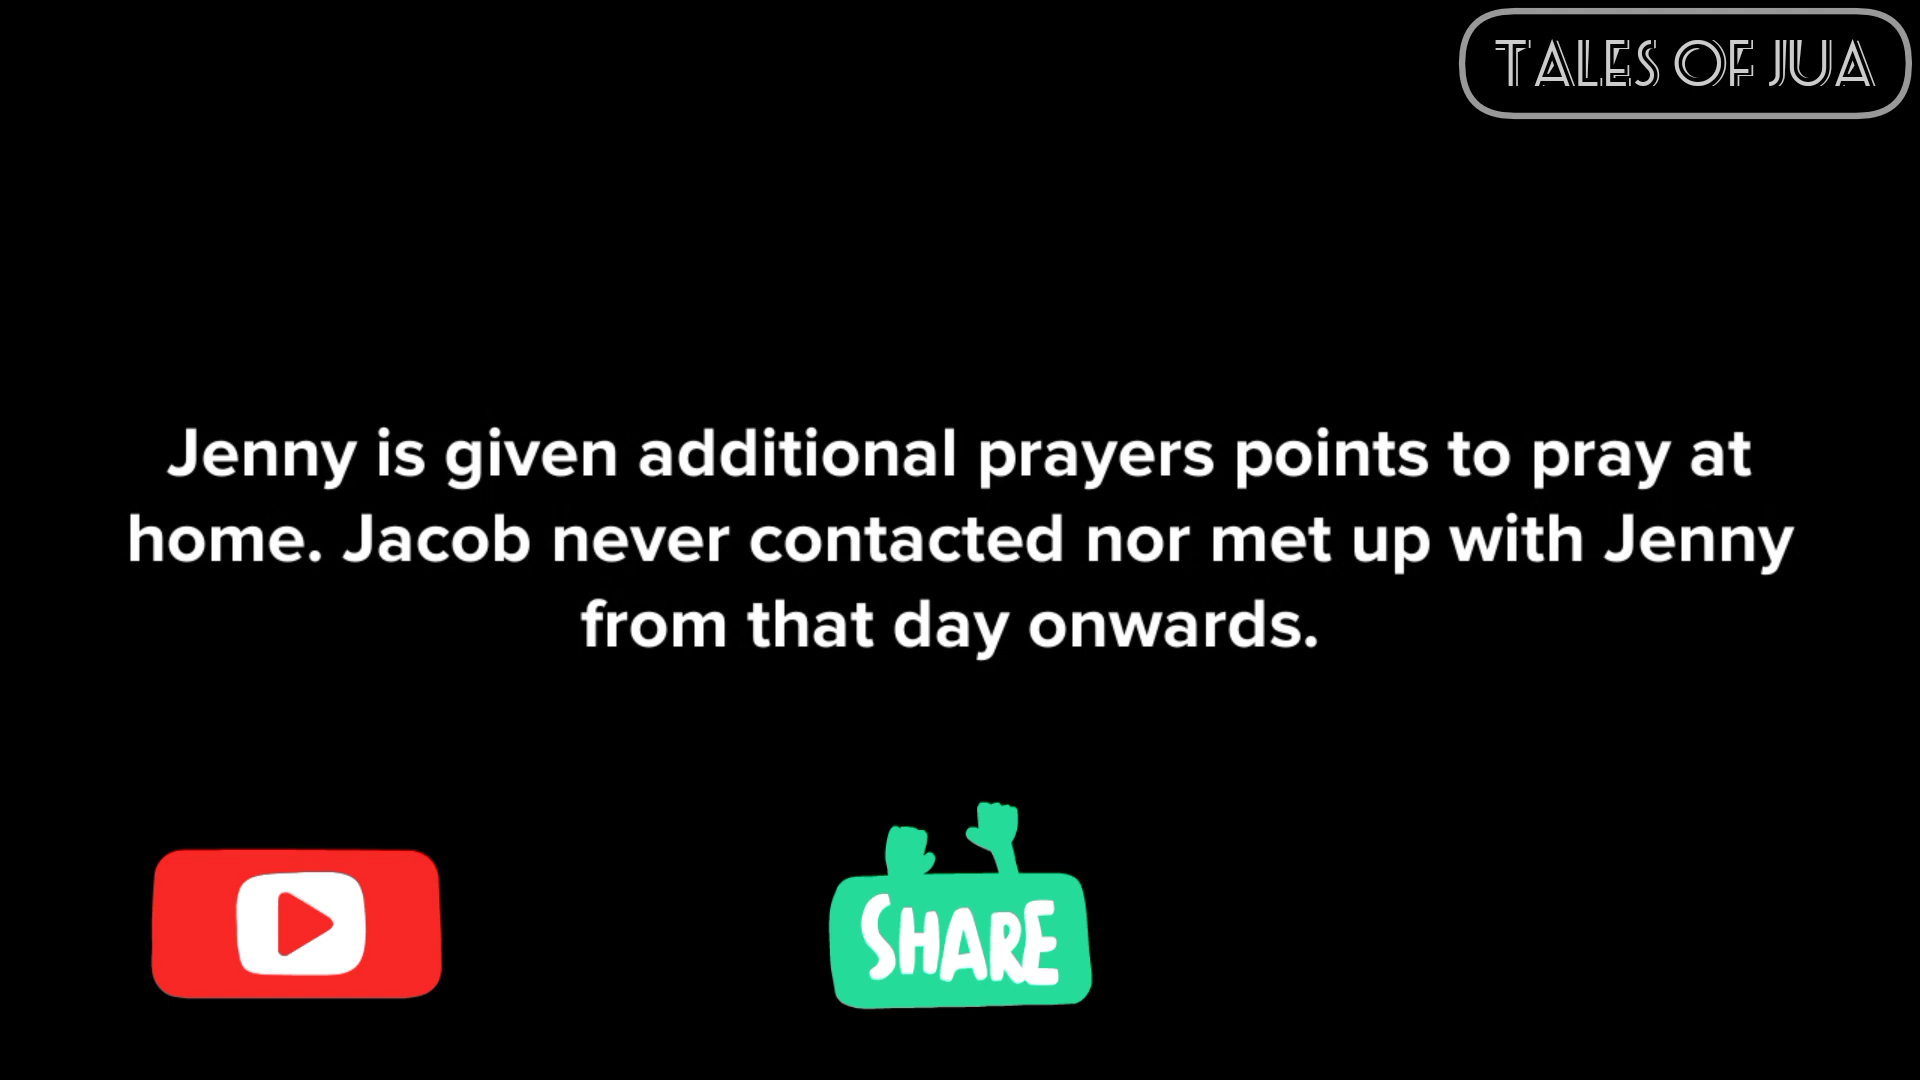 TALES OF JUA
Jenny is given additional prayers points to pray at
home. Jacob never contacted nor met up with Jenny
from that day onwards.
SHARE